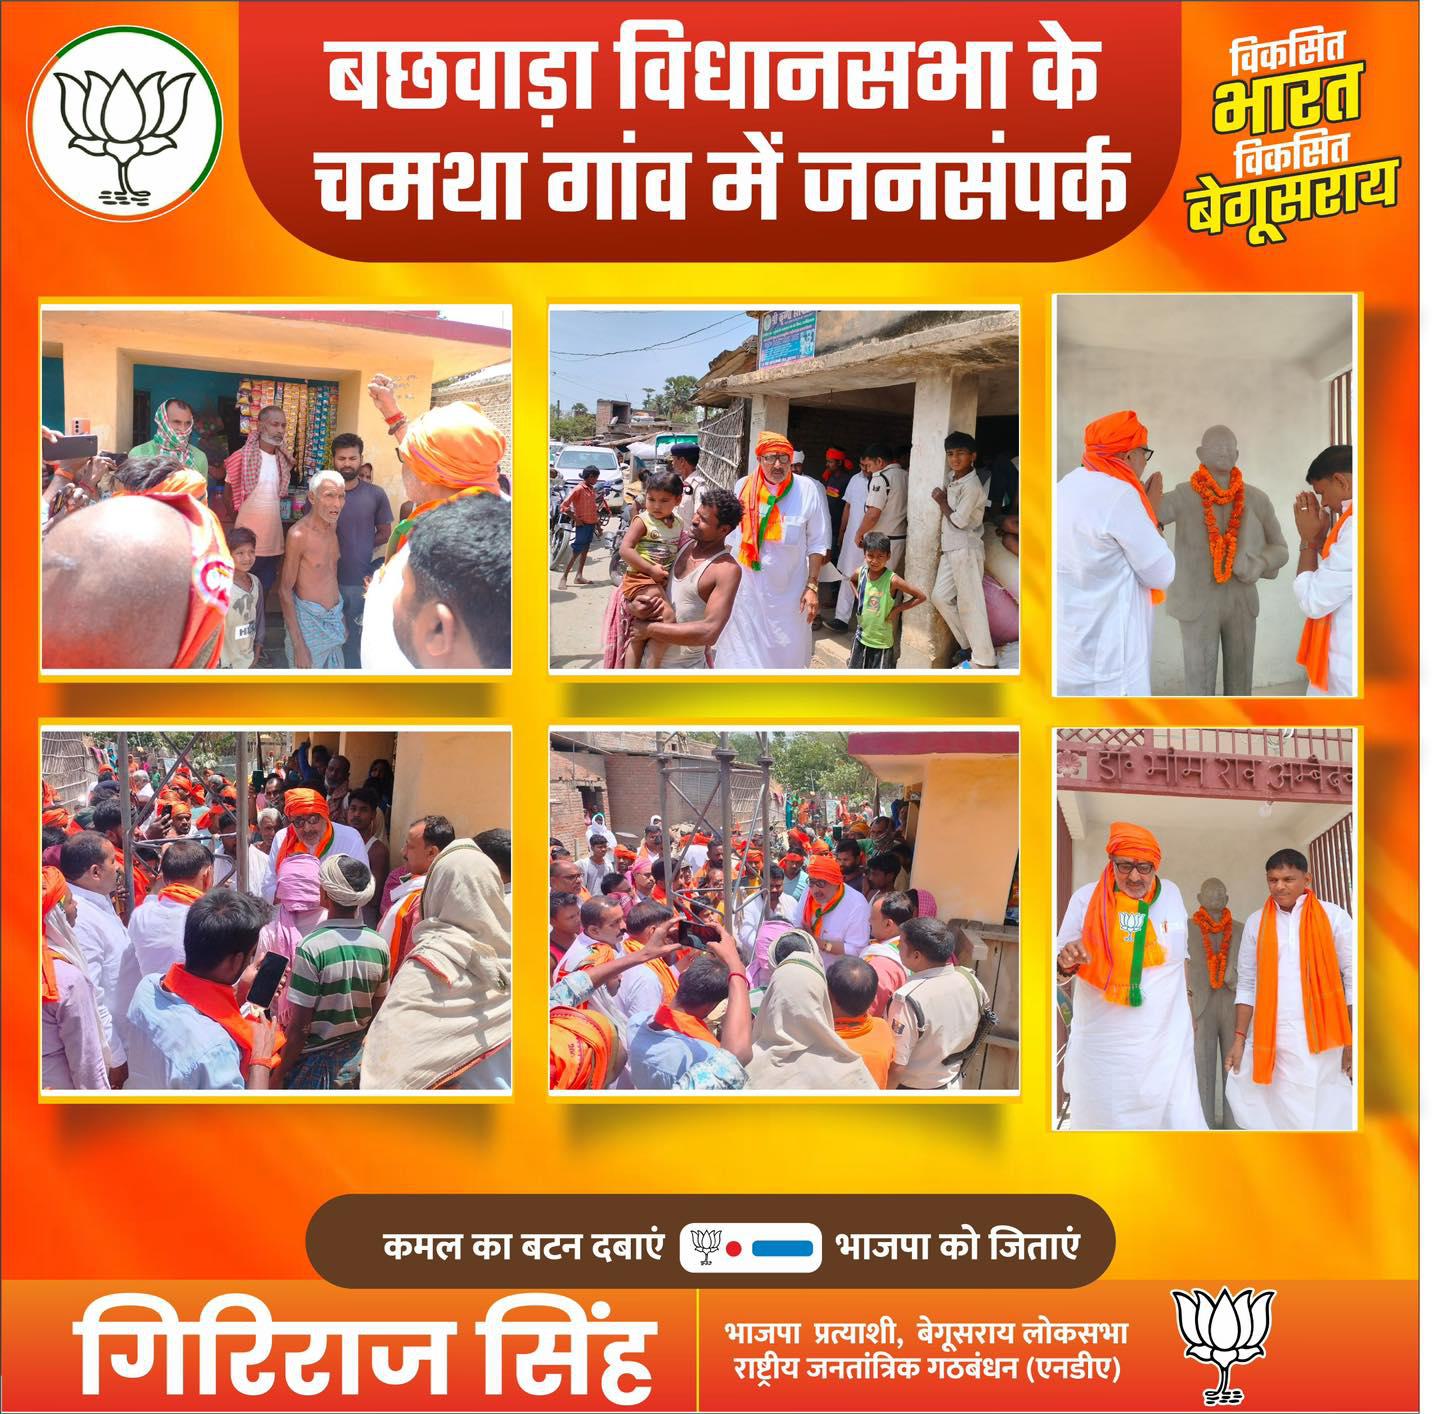 बछवाड़ा विधानसभा के
चमथा गांव में जनसंपर्क
विकसित
भारत
विकसित
बेगूसराय
डॉ॰ भीम राव अम्बेदक
कमल का बटन दबाएं
भाजपा को जिताएं
गिरिराज सिंह
भाजपा प्रत्याशी, बेगूसराय लोकसभा
राष्ट्रीय जनतांत्रिक गठबंधन (एनडीए)